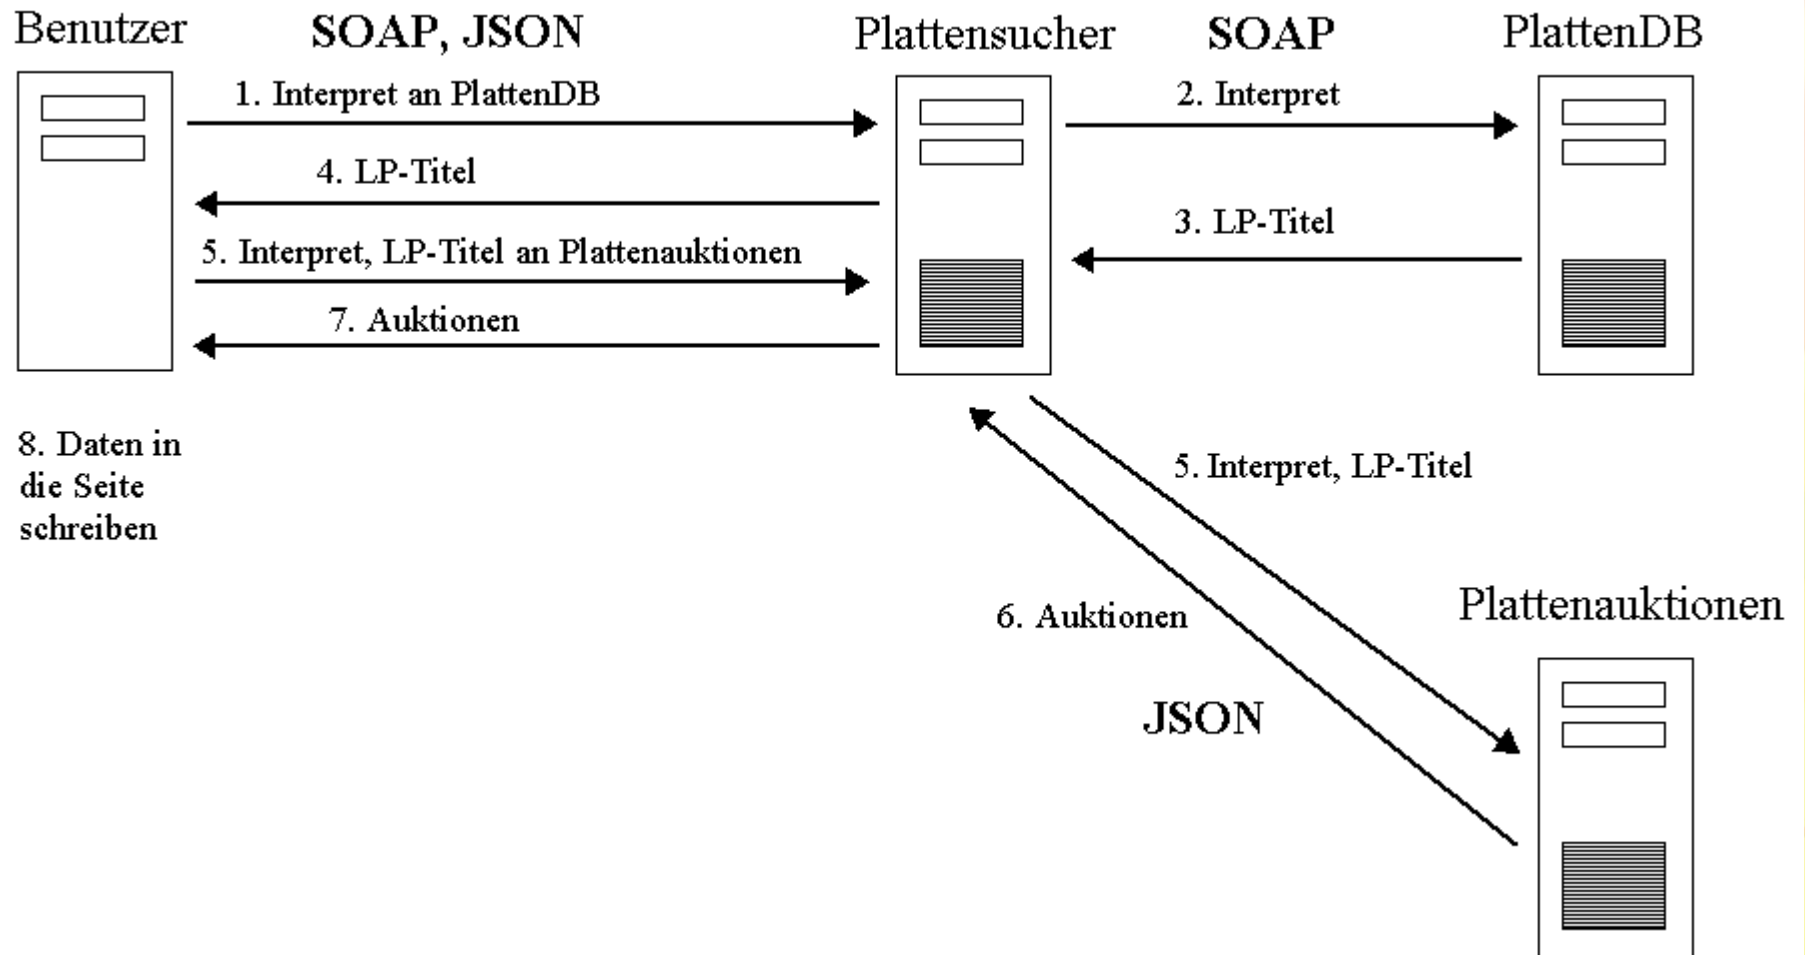 Benutzer
SOAP, JSON
Plattensucher
SOAP
PlattenDB
1. Interpret an PlattenDB
2. Interpret
4. LP-Titel
3. LP-Titel
5. Interpret, LP-Titel an Plattenauktionen
7. Auktionen
8. Daten in
die Seite
schreiben
5. Interpret, LP-Titel
6. Auktionen
Plattenauktionen
JSON